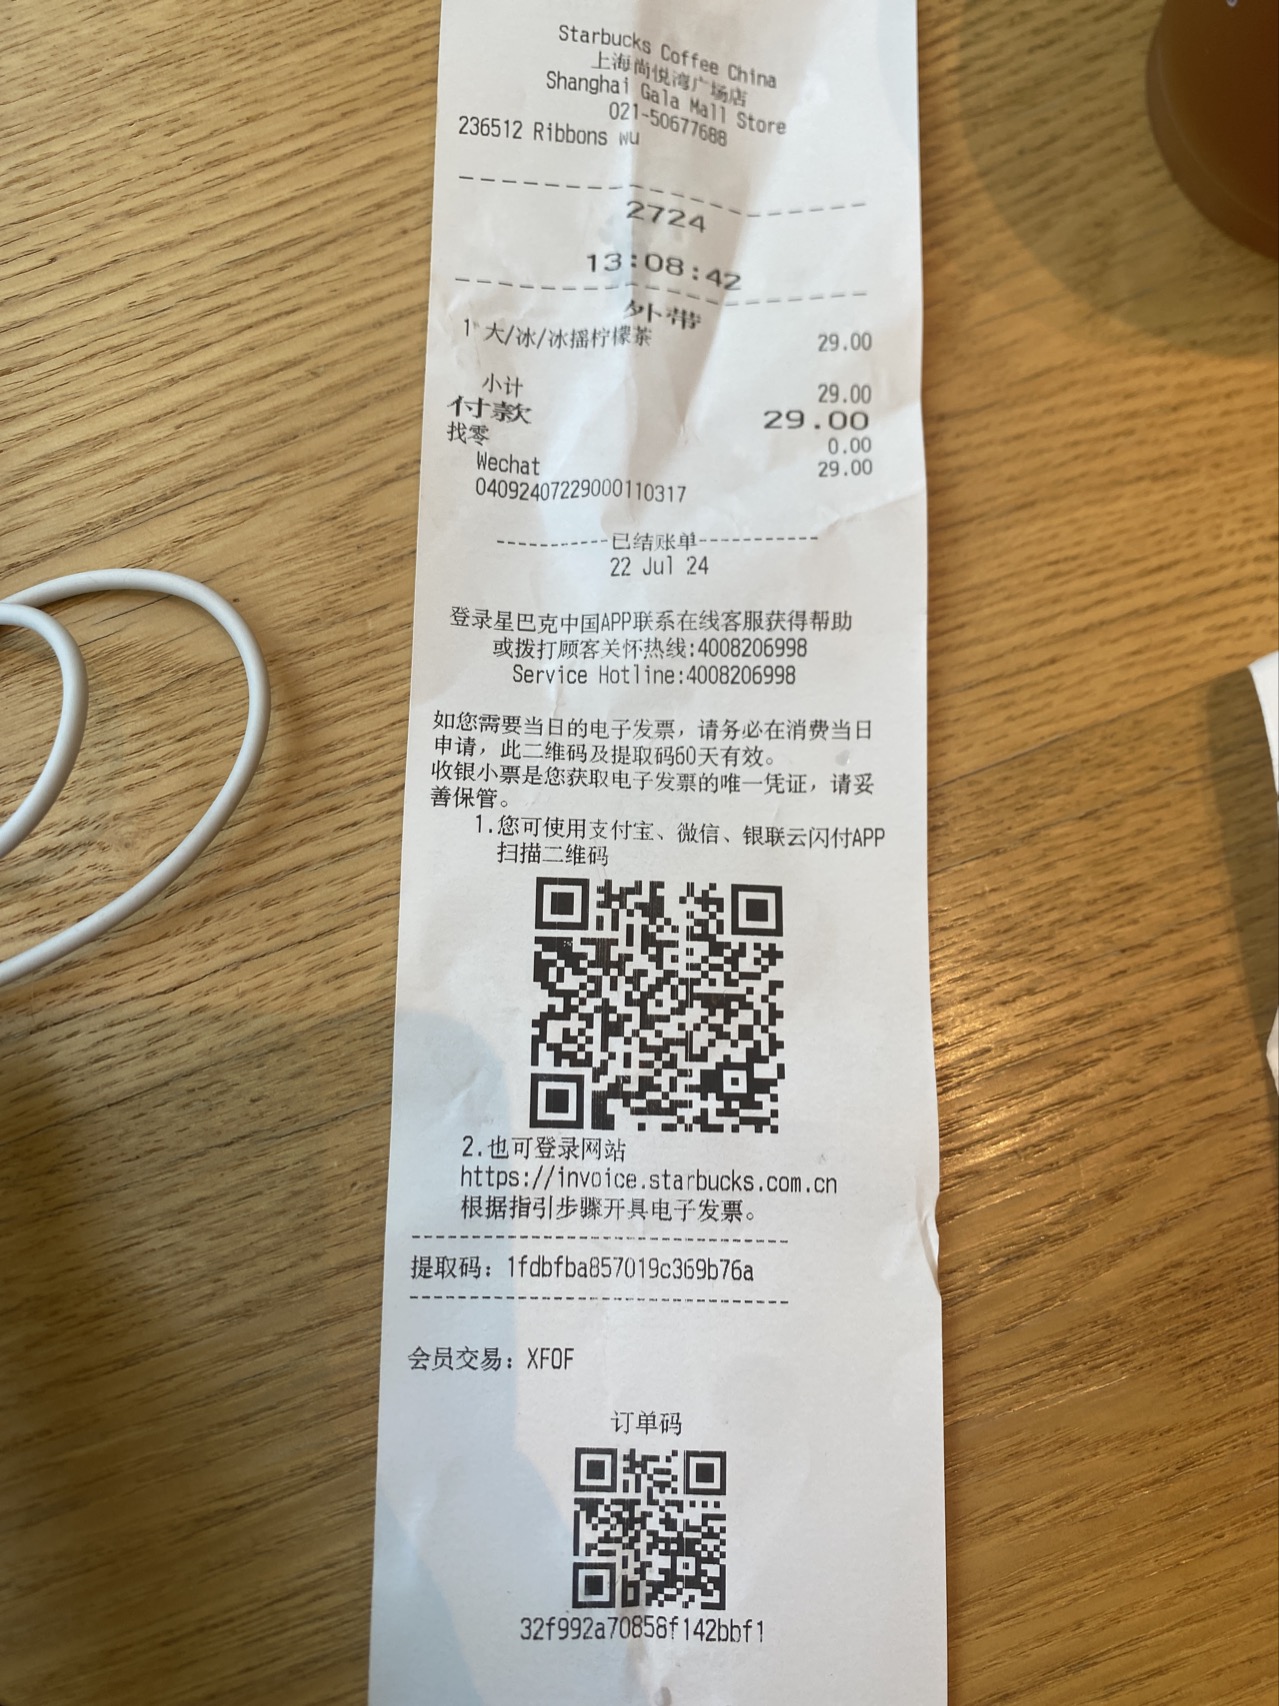 Starbucks Coffee China
上海尚悦湾广场店
Shanghai Gala Mall Store
021-50677688
236512 Ribbons wu
2724
13:08:42
外带
1 大/冰/冰摇柠檬茶 29.00
小计 29.00
付款 29.00
找零 0.00
Wechat 29.00
04092407229000110317
-----------已结账单------------
22 Jul 24
登录星巴克中国APP联系在线客服获得帮助
或拨打顾客关怀热线:4008206998
Service Hotline:4008206998
如您需要当日的电子发票，请务必在消费当日
申请，此二维码及提取码60天有效。
收银小票是您获取电子发票的唯一凭证，请妥
善保管。
1.您可使用支付宝、微信、银联云闪付APP
扫描二维码
2.也可登录网站
https://invoice.starbucks.com.cn
根据指引步骤开具电子发票。
提取码：1fdbfba857019c369b76a
会员交易：XF0F
订单码
32f992a70858f142bbf1